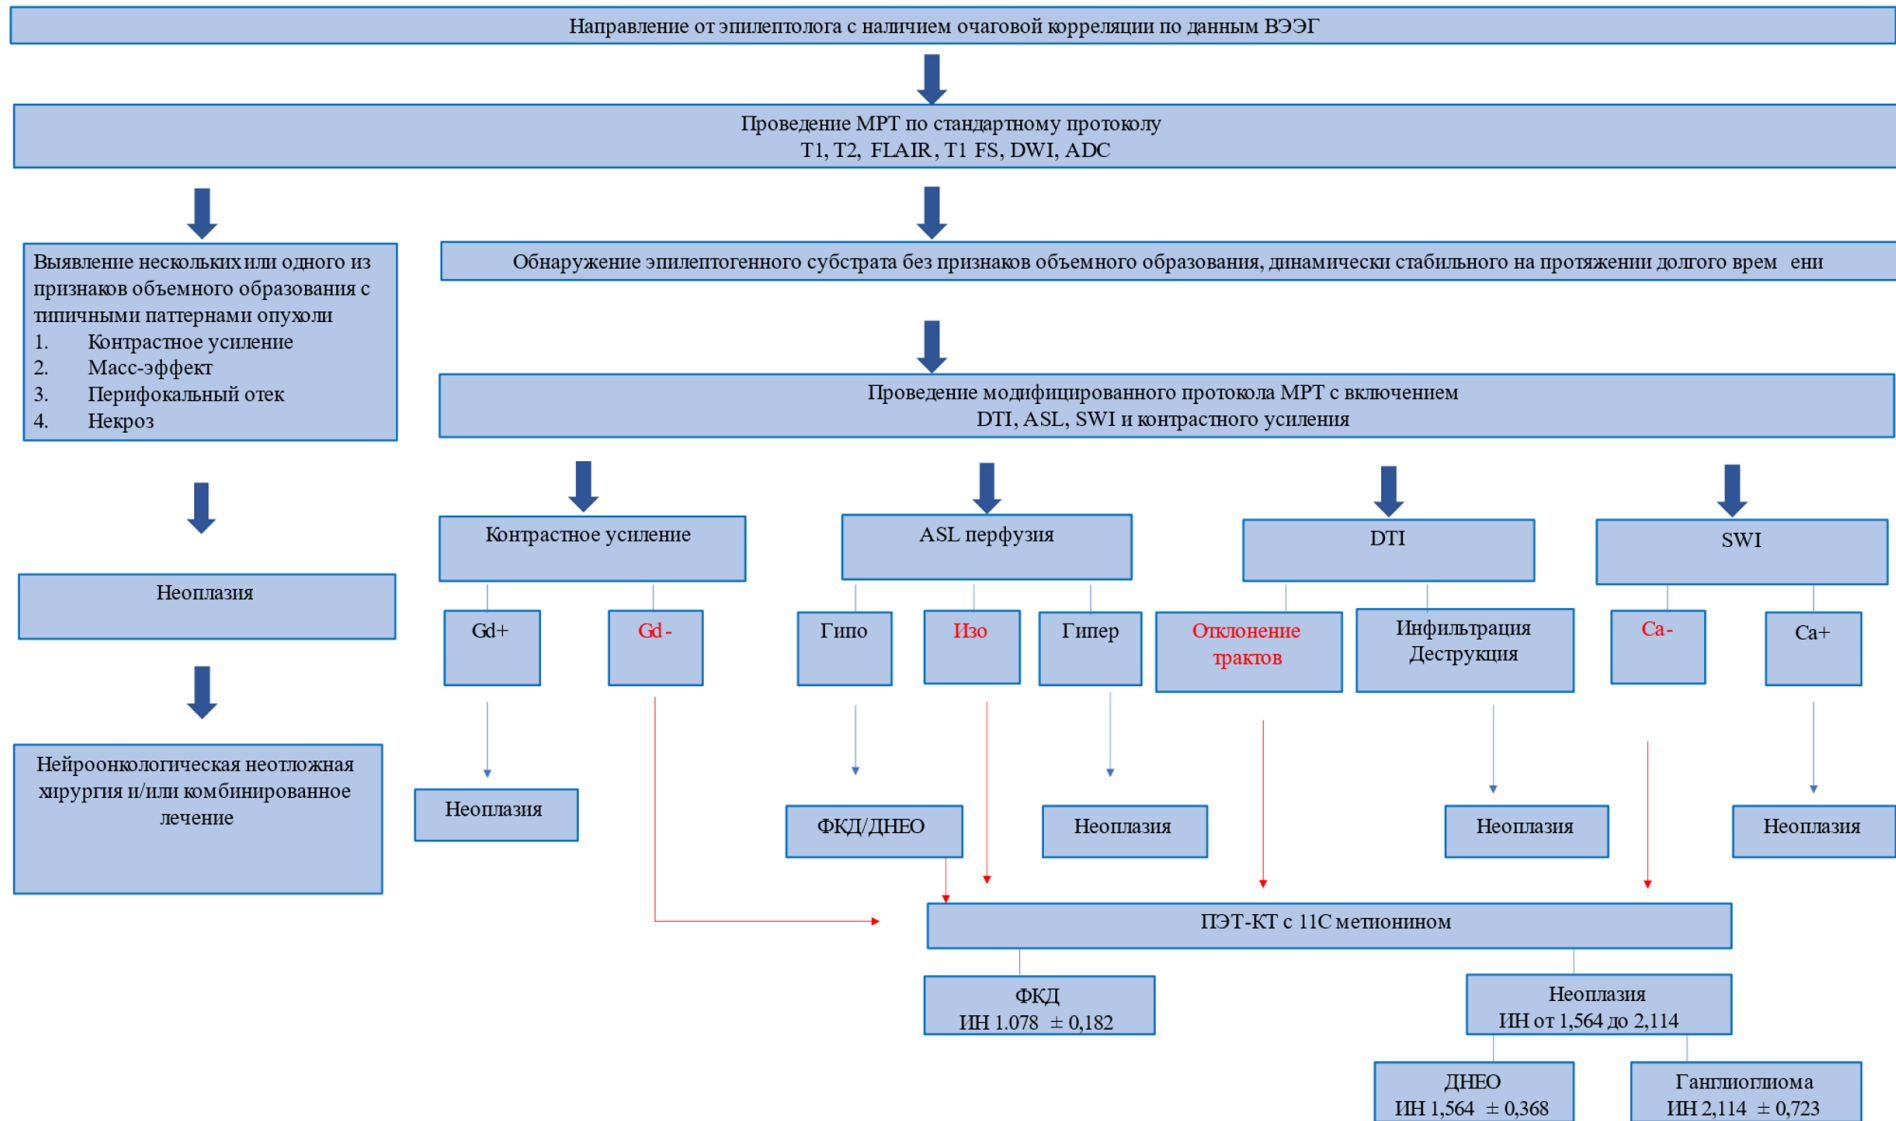 Направление от эпилептолога с наличием очаговой корреляции по данным ВЭЭГ
Проведение МРТ по стандартному протоколу
T1, T2, FLAIR, T1 FS, DWI, ADC
Выявление нескольких или одного из
признаков объемного образования с
типичными паттернами опухоли
1. Контрастное усиление
2. Масс-эффект
3. Перифокальный отек
4. Некроз
Обнаружение эпилептогенного субстрата без признаков объемного образования, динамически стабильного на протяжении долгого врем ени
Проведение модифицированного протокола МРТ с включением
DTI, ASL, SWI и контрастного усиления
Неоплазия
Нейроонкологическая неотложная
хирургия и/или комбинированное
лечение
Контрастное усиление
ASL перфузия
DTI
SWI
Gd+
Gd-
Гипо
Изо
Гипер
Отклонение
трактов
Инфильтрация
Деструкция
Ca-
Ca+
Неоплазия
ФКД/ДНЕО
Неоплазия
Неоплазия
Неоплазия
ПЭТ-КТ с 11С метионином
ФКД
ИН 1.078 ± 0,182
Неоплазия
ИН от 1,564 до 2,114
ДНЕО
ИН 1,564 ± 0,368
Ганглиоглиома
ИН 2,114 ± 0,723